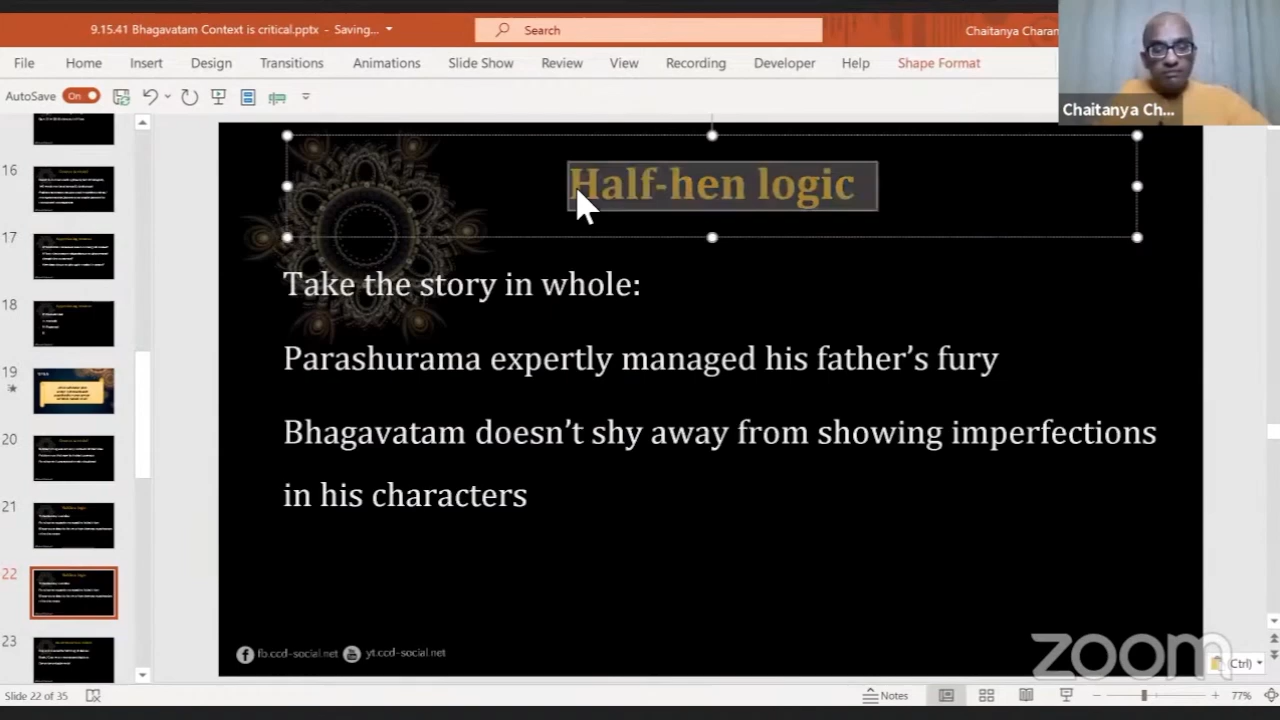 9.15.41 Bhagavatam Context is critical.pptx - Saving...
Search
Chaitanya Charan
File Home Insert Design Transitions Animations Slide Show Review View Recording Developer Help Shape Format
AutoSave On
Chaitanya Ch...
Half-hen logic
Take the story in whole:
Parashurama expertly managed his father’s fury
Bhagavatam doesn’t shy away from showing imperfections
in his characters
16
17
18
19
20
21
22
23
fb.ccd-social.net yt.ccd-social.net
zoom
(Ctrl)
Slide 22 of 35
Notes
77%